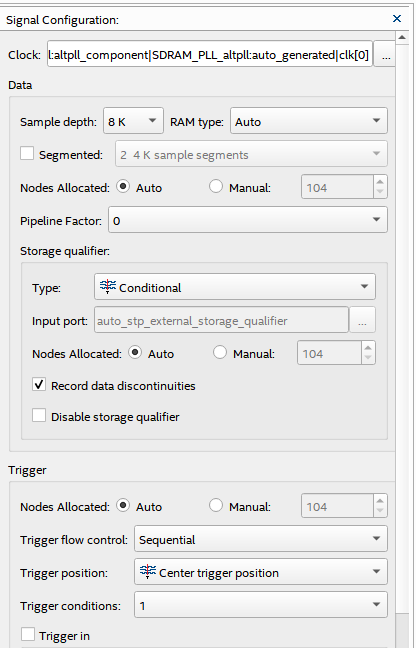 Signal Configuration:
Clock: l:altpll_component|SDRAM_PLL_altpll:auto_generated|clk[0] ...
Data
Sample depth: 8 K RAM type: Auto
Segmented: 2 4 K sample segments
Nodes Allocated: Auto Manual: 104
Pipeline Factor: 0
Storage qualifier:
Type: Conditional
Input port: auto_stp_external_storage_qualifier ...
Nodes Allocated: Auto Manual: 104
Record data discontinuities
Disable storage qualifier
Trigger
Nodes Allocated: Auto Manual: 104
Trigger flow control: Sequential
Trigger position: Center trigger position
Trigger conditions: 1
Trigger in